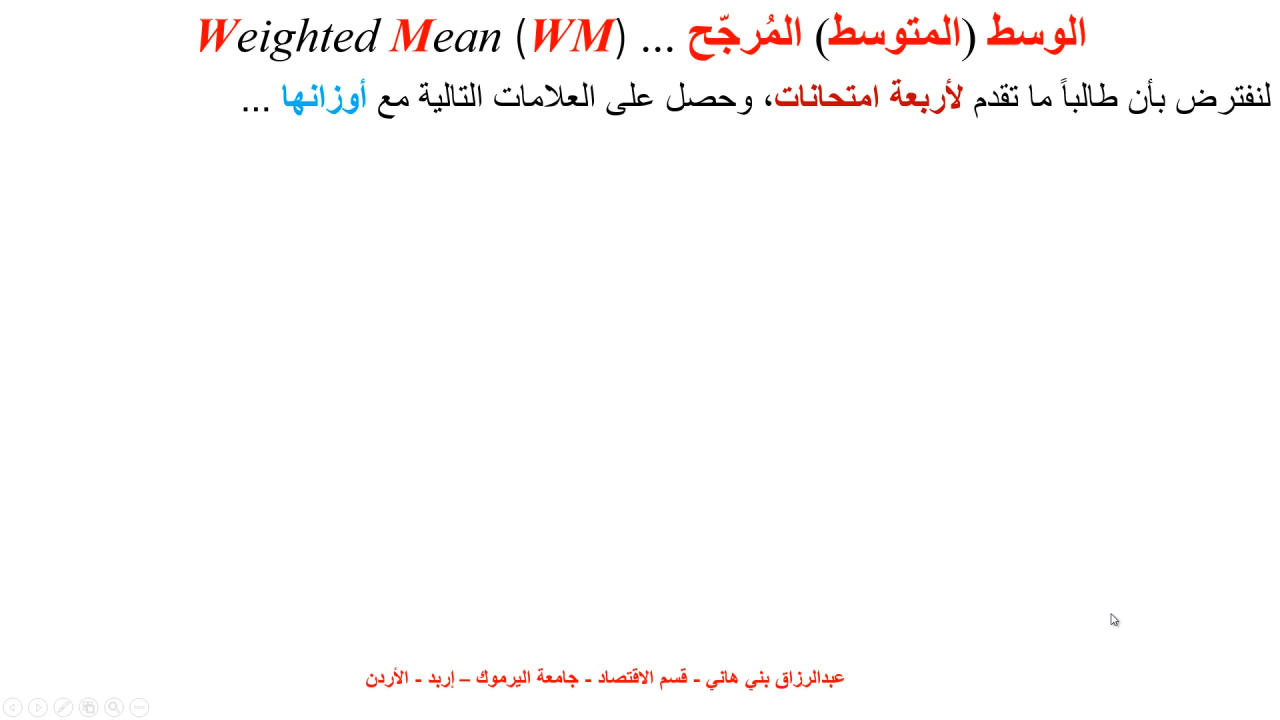 الوسط (المتوسط) المُرجّح ... Weighted Mean (WM)
لنفترض بأن طالباً ما تقدم لأربعة امتحانات، وحصل على العلامات التالية مع أوزانها ...
عبدالرزاق بني هاني - قسم الاقتصاد - جامعة اليرموك – إربد - الأردن